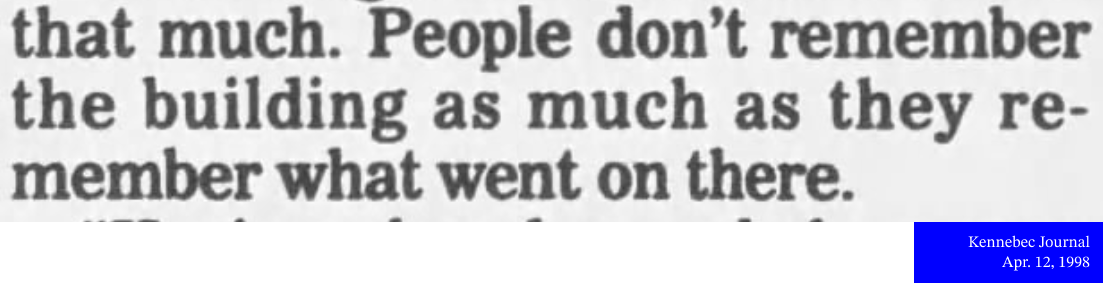 that much. People don't remember
the building as much as they re-
member what went on there.
Kennebec Journal
Apr. 12, 1998